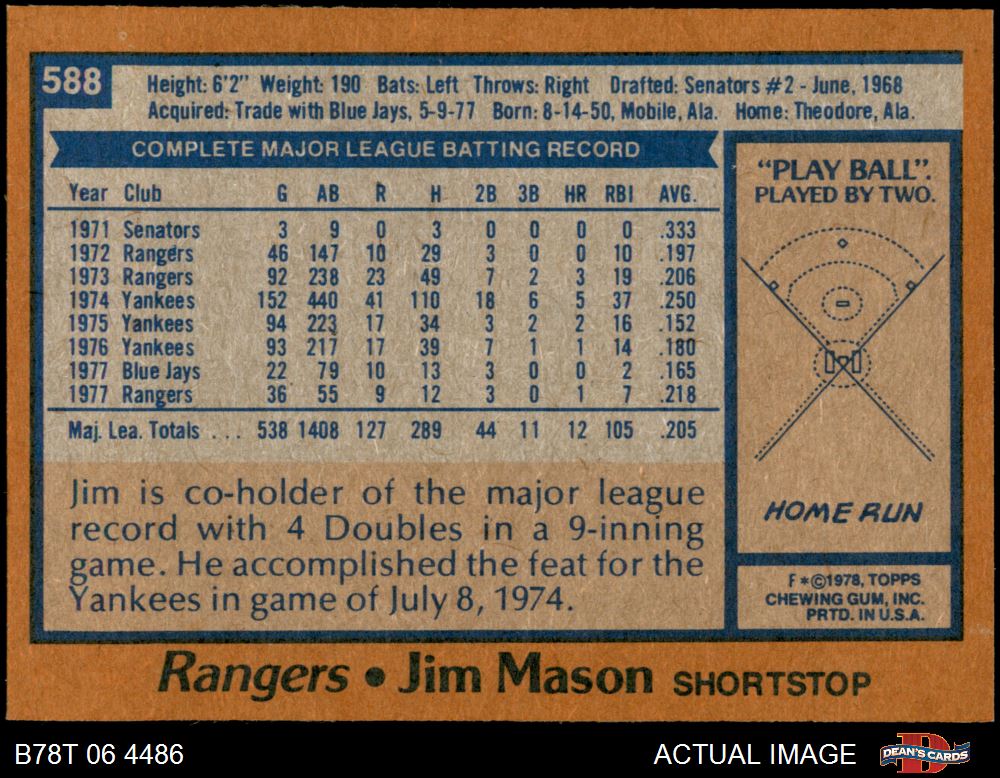 588
Height: 6'2" Weight: 190 Bats: Left Throws: Right Drafted: Senators #2 - June, 1968
Acquired: Trade with Blue Jays, 5-9-77 Born: 8-14-50, Mobile, Ala. Home: Theodore, Ala.
COMPLETE MAJOR LEAGUE BATTING RECORD
Year Club G AB R H 2B 3B HR RBI AVG.
1971 Senators 3 9 0 3 0 0 0 0 .333
1972 Rangers 46 147 10 29 3 0 0 10 .197
1973 Rangers 92 238 23 49 7 2 3 19 .206
1974 Yankees 152 440 41 110 18 6 5 37 .250
1975 Yankees 94 223 17 34 3 2 2 16 .152
1976 Yankees 93 217 17 39 7 1 1 14 .180
1977 Blue Jays 22 79 10 13 3 0 0 2 .165
1977 Rangers 36 55 9 12 3 0 1 7 .218
Maj. Lea. Totals . . . 538 1408 127 289 44 11 12 105 .205
Jim is co-holder of the major league
record with 4 Doubles in a 9-inning
game. He accomplished the feat for the
Yankees in game of July 8, 1974.
"PLAY BALL".
PLAYED BY TWO.
HOME RUN
F*©1978, TOPPS
CHEWING GUM, INC.
PRTD. IN U.S.A.
Rangers • Jim Mason SHORTSTOP
B78T 06 4486
ACTUAL IMAGE
D
DEAN'S CARDS